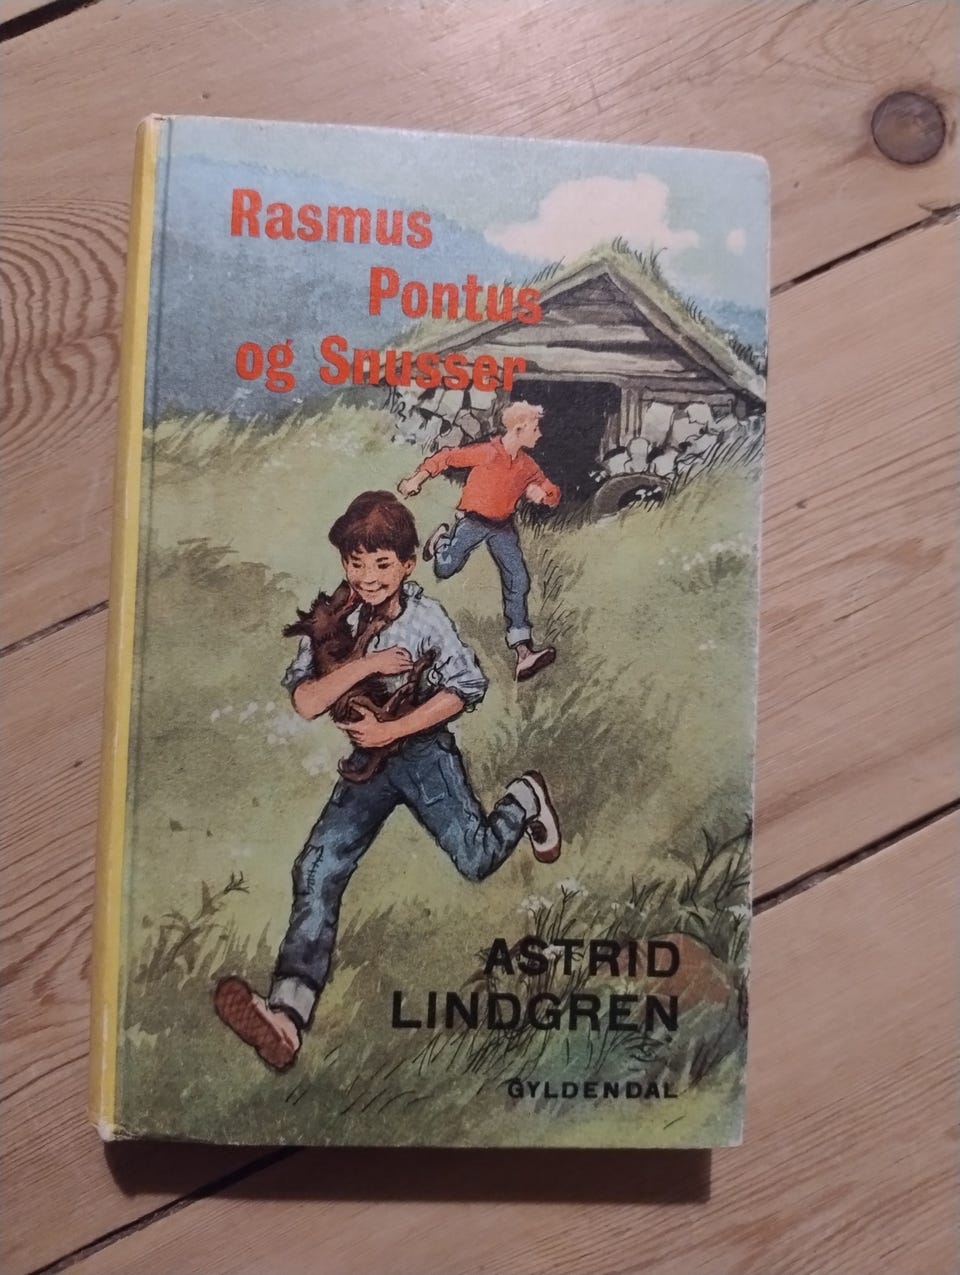 Rasmus
Pontus
og Snusser
ASTRID
LINDGREN
GYLDENDAL